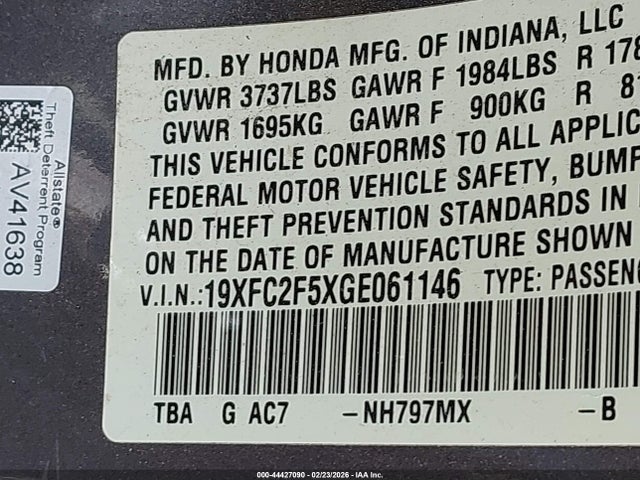 MFD. BY HONDA MFG. OF INDIANA, LLC
GVWR 3737LBS GAWR F 1984LBS R 178
GVWR 1695KG GAWR F 900KG R 8
THIS VEHICLE CONFORMS TO ALL APPLIC
FEDERAL MOTOR VEHICLE SAFETY, BUMP
AND THEFT PREVENTION STANDARDS IN
ON THE DATE OF MANUFACTURE SHOWN
V.I.N.:19XFC2F5XGE061146 TYPE: PASSEN
TBA G AC7 -NH797MX -B
Allstate®
Theft Deterrent Program
AV41638
000-44427090 - 02/23/2026 - IAA Inc.